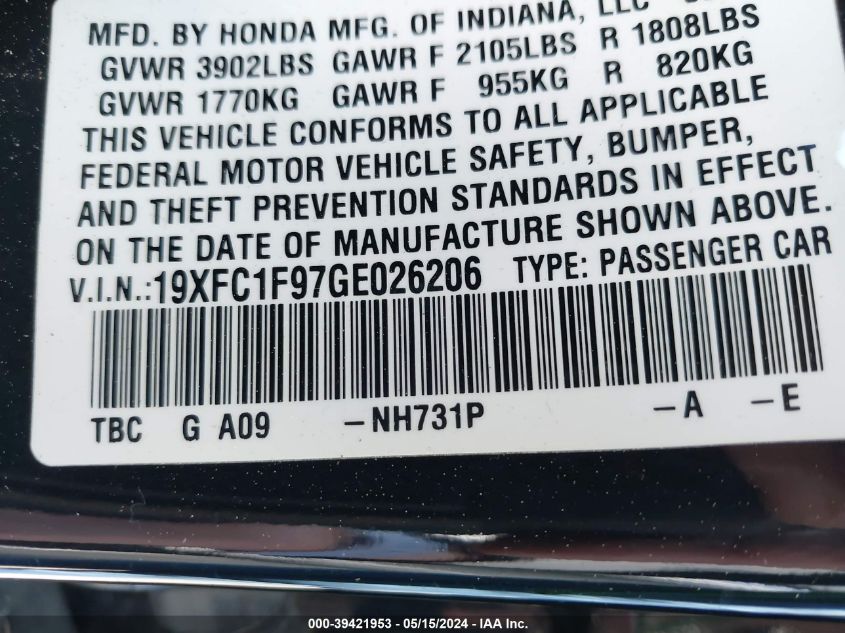 MFD. BY HONDA MFG. OF INDIANA, LLC
GVWR 3902LBS GAWR F 2105LBS R 1808LBS
GVWR 1770KG GAWR F 955KG R 820KG
THIS VEHICLE CONFORMS TO ALL APPLICABLE
FEDERAL MOTOR VEHICLE SAFETY, BUMPER,
AND THEFT PREVENTION STANDARDS IN EFFECT
ON THE DATE OF MANUFACTURE SHOWN ABOVE.
V.I.N.:19XFC1F97GE026206 TYPE: PASSENGER CAR
TBC G A09 -NH731P -A -E
000-39421953 - 05/15/2024 - IPSC INC.